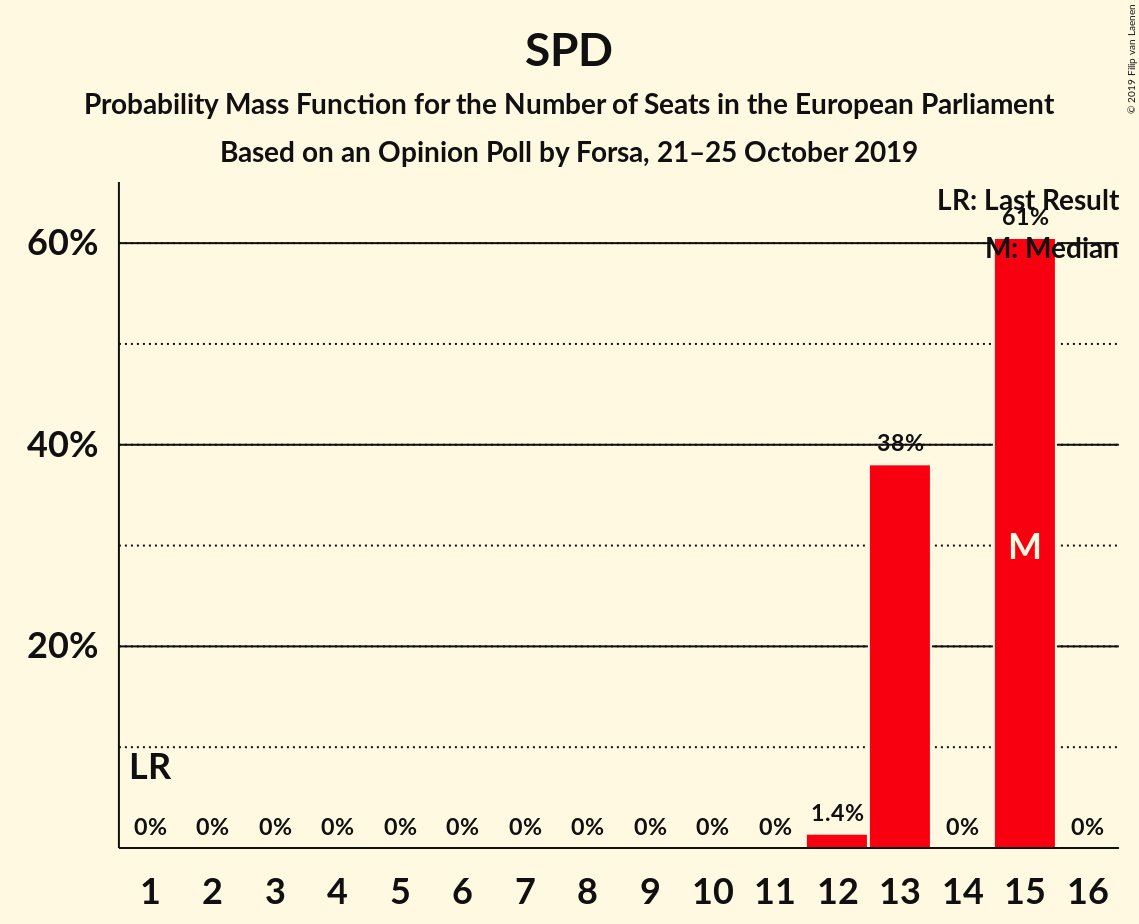 SPD
Probability Mass Function for the Number of Seats in the European Parliament
Based on an Opinion Poll by Forsa, 21–25 October 2019
© 2019 Filip van Laenen
LR: Last Result
M: Median
60%
40%
20%
61%
38%
M
LR
1.4%
0% 0% 0% 0% 0% 0% 0% 0% 0% 0% 0% 0% 0%
1 2 3 4 5 6 7 8 9 10 11 12 13 14 15 16